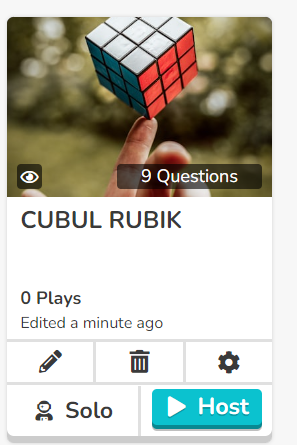 9 Questions
CUBUL RUBIK
0 Plays
Edited a minute ago
Solo
Host